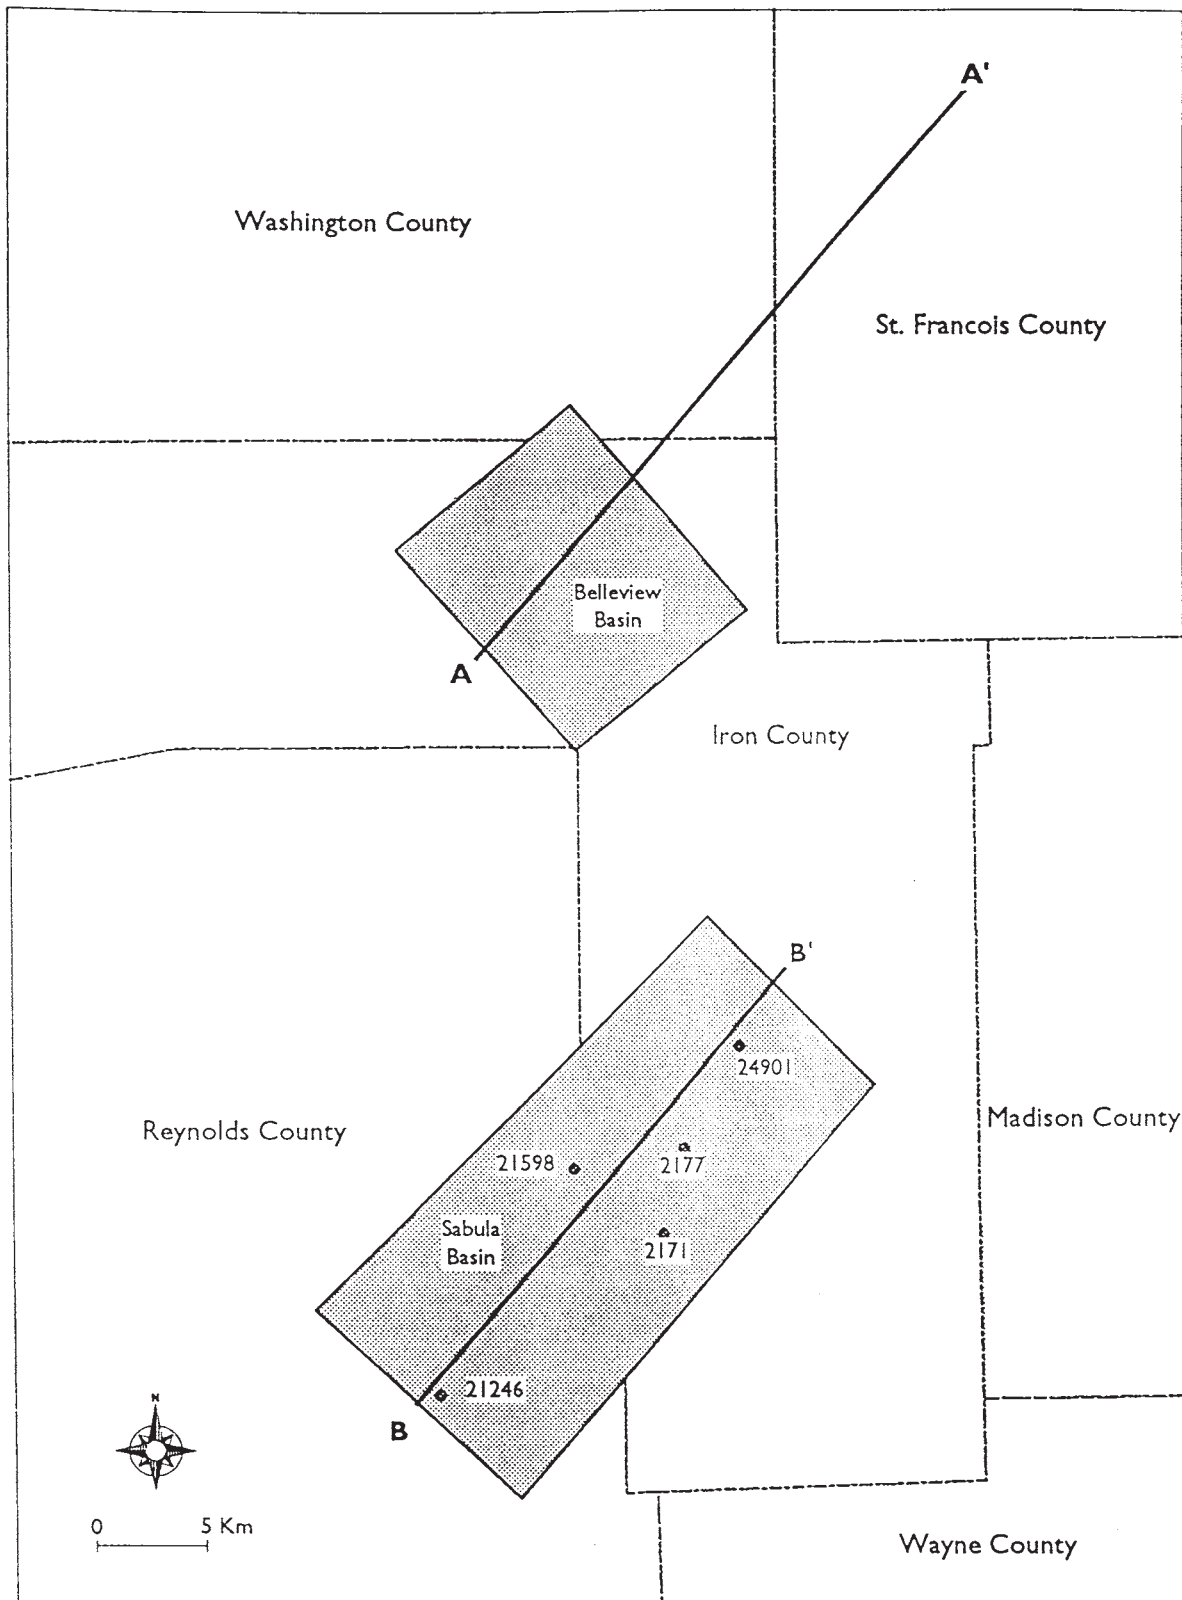 A'
Washington County
St. Francois County
Belleview
Basin
A
Iron County
B'
24901
Reynolds County
Madison County
21598
2177
Sabula
Basin
2171
21246
B
N
0 5 Km
Wayne County